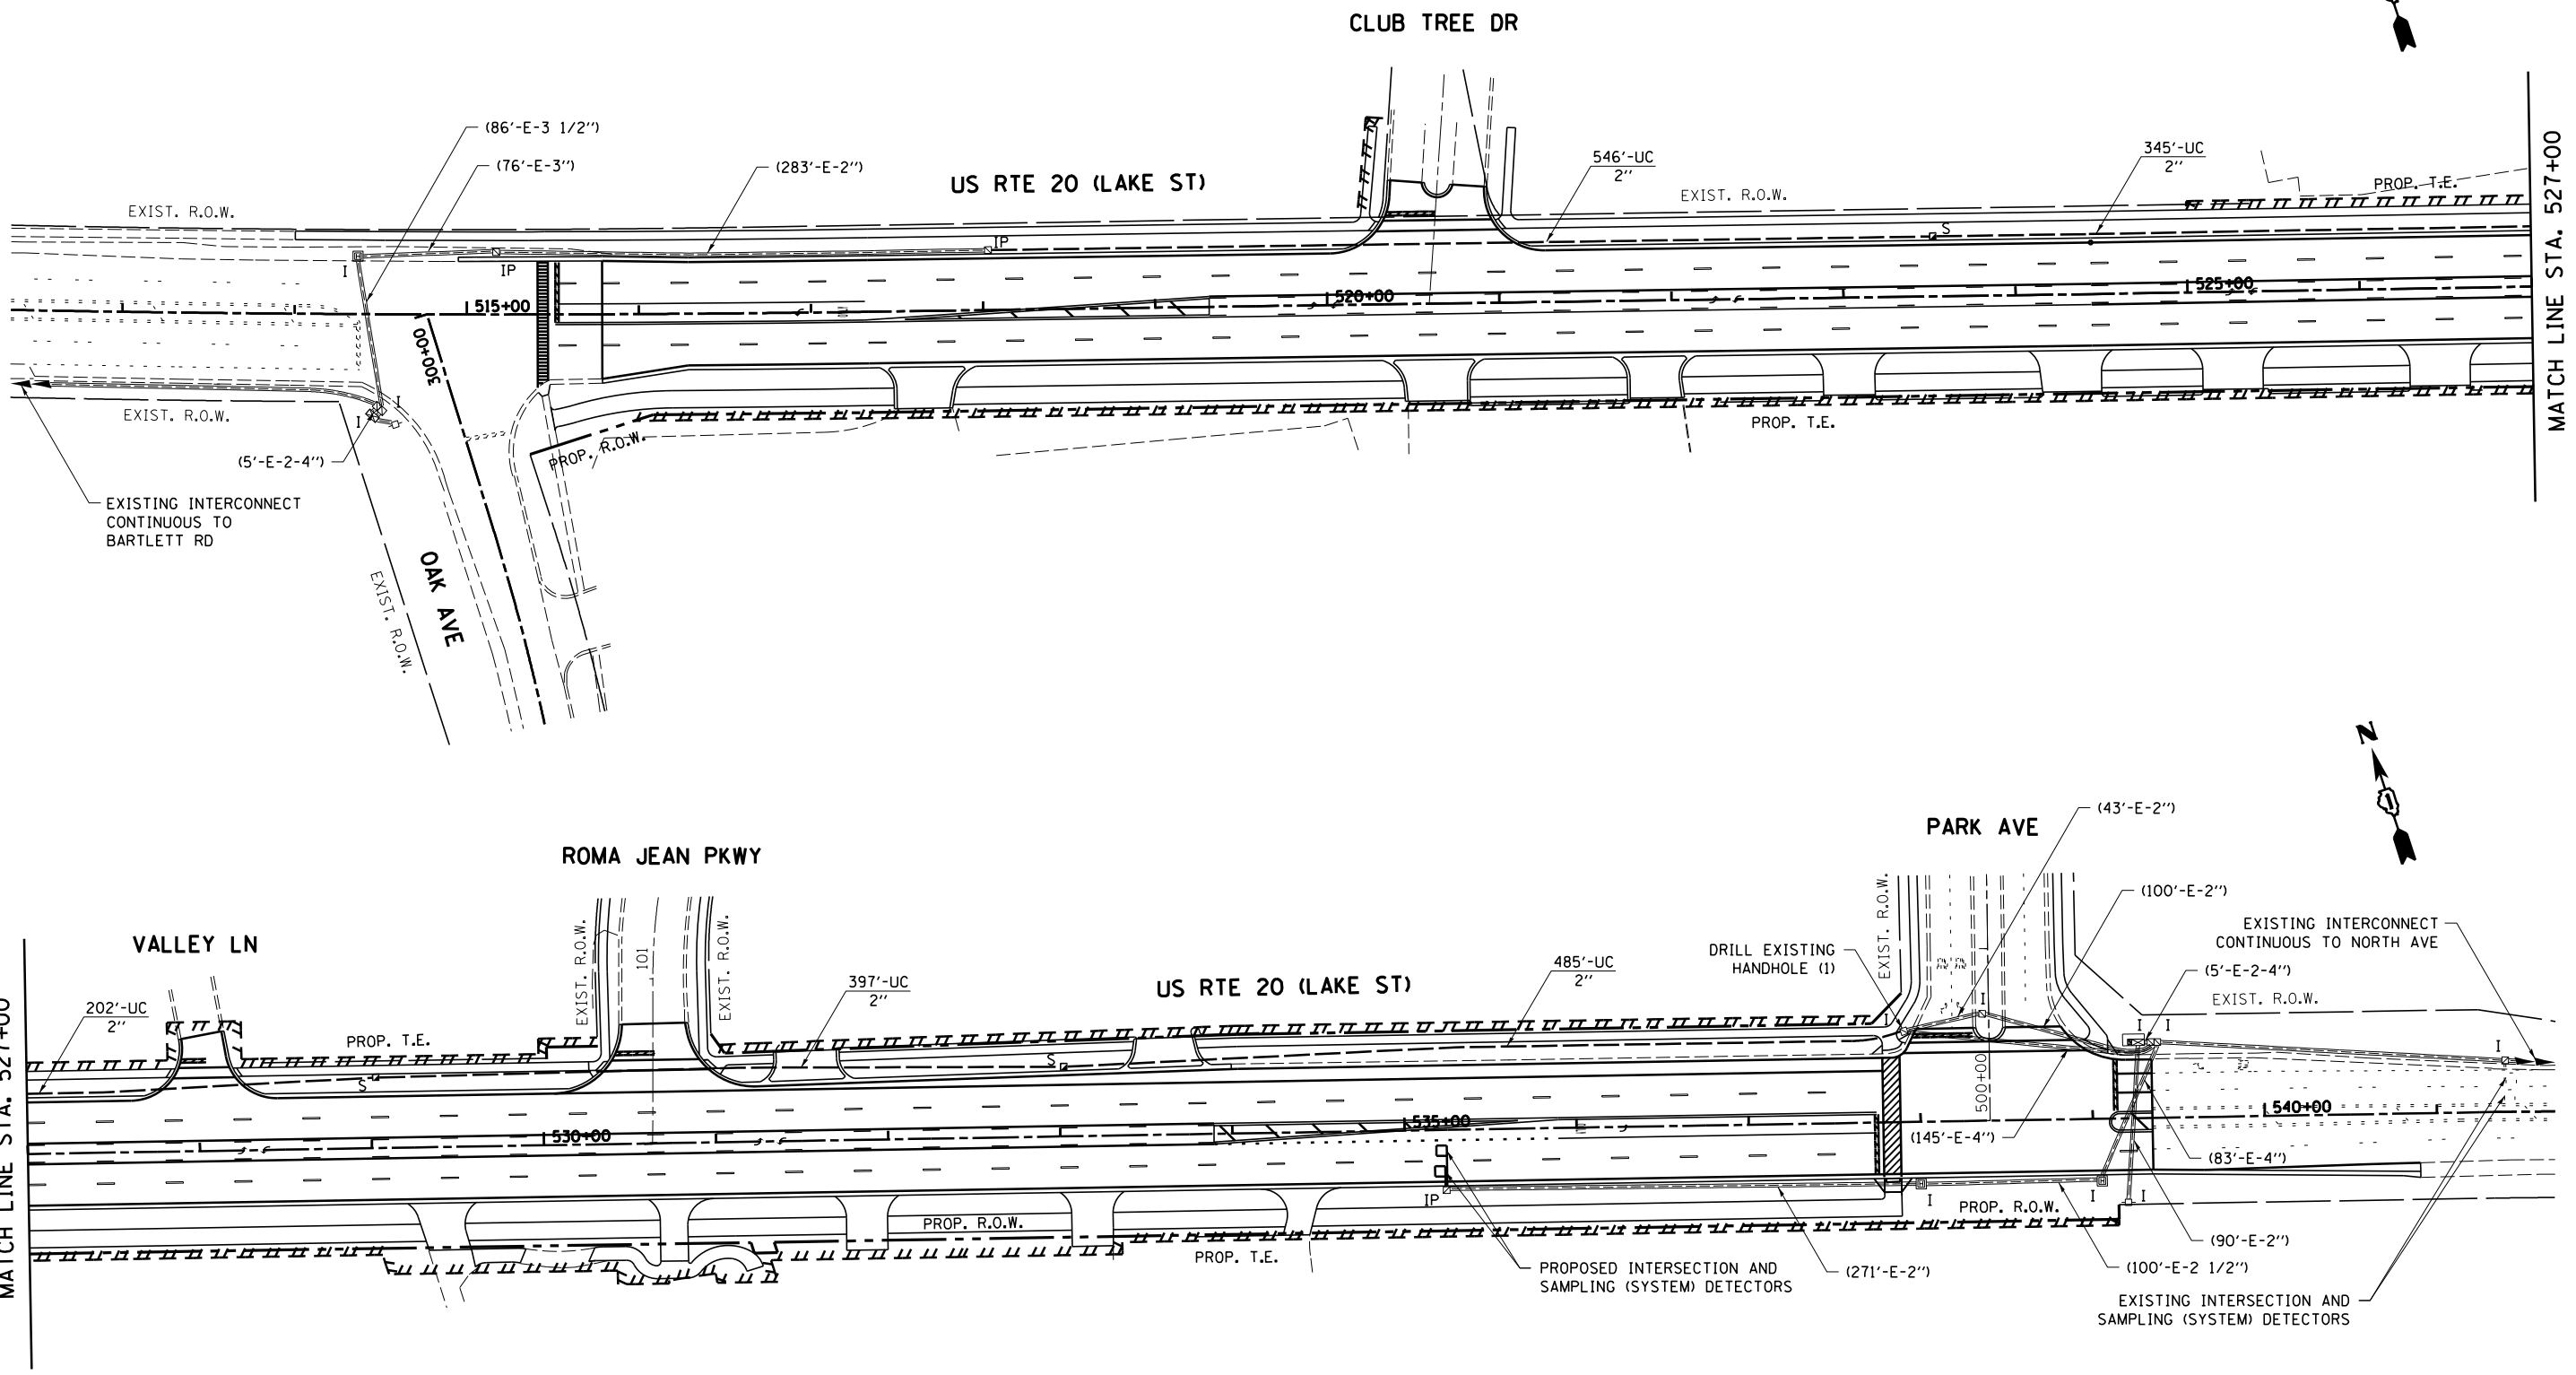 CLUB TREE DR
(86'-E-3 1/2'')
(76'-E-3'')
(283'-E-2'')
US RTE 20 (LAKE ST)
546'-UC
2''
345'-UC
2''
EXIST. R.O.W.
EXIST. R.O.W.
PROP. T.E.
MATCH LINE STA. 527+00
IP
S
I
IP
515+00
520+00
525+00
300+00
EXIST. R.O.W.
I
I
PROP. R.O.W.
PROP. T.E.
(5'-E-2-4'')
EXISTING INTERCONNECT
CONTINUOUS TO
BARTLETT RD
OAK AVE
EXIST. R.O.W.
N
ROMA JEAN PKWY
PARK AVE
(43'-E-2'')
(100'-E-2'')
VALLEY LN
EXIST. R.O.W.
101
EXIST. R.O.W.
397'-UC
2''
US RTE 20 (LAKE ST)
485'-UC
2''
DRILL EXISTING
HANDHOLE (1)
EXIST. R.O.W.
EXISTING INTERCONNECT
CONTINUOUS TO NORTH AVE
(5'-E-2-4'')
EXIST. R.O.W.
202'-UC
2''
PROP. T.E.
I
I
I
I
I
S
S
MATCH LINE STA. 527+00
530+00
535+00
500+00
540+00
(145'-E-4'')
(83'-E-4'')
IP
I
I
I
PROP. R.O.W.
PROP. R.O.W.
PROP. T.E.
(90'-E-2'')
PROPOSED INTERSECTION AND
SAMPLING (SYSTEM) DETECTORS
(271'-E-2'')
(100'-E-2 1/2'')
EXISTING INTERSECTION AND
SAMPLING (SYSTEM) DETECTORS